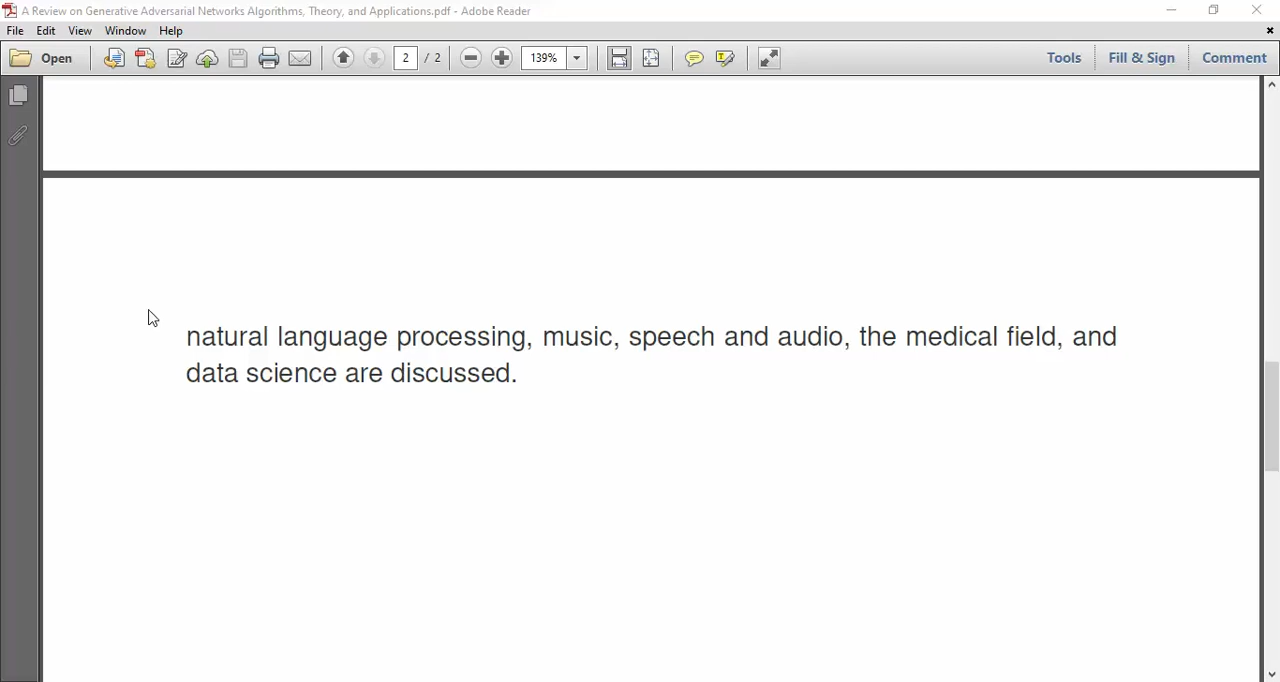 A Review on Generative Adversarial Networks Algorithms, Theory, and Applications.pdf - Adobe Reader
File Edit View Window Help
Open 2 / 2 139% Tools Fill & Sign Comment
natural language processing, music, speech and audio, the medical field, and
data science are discussed.